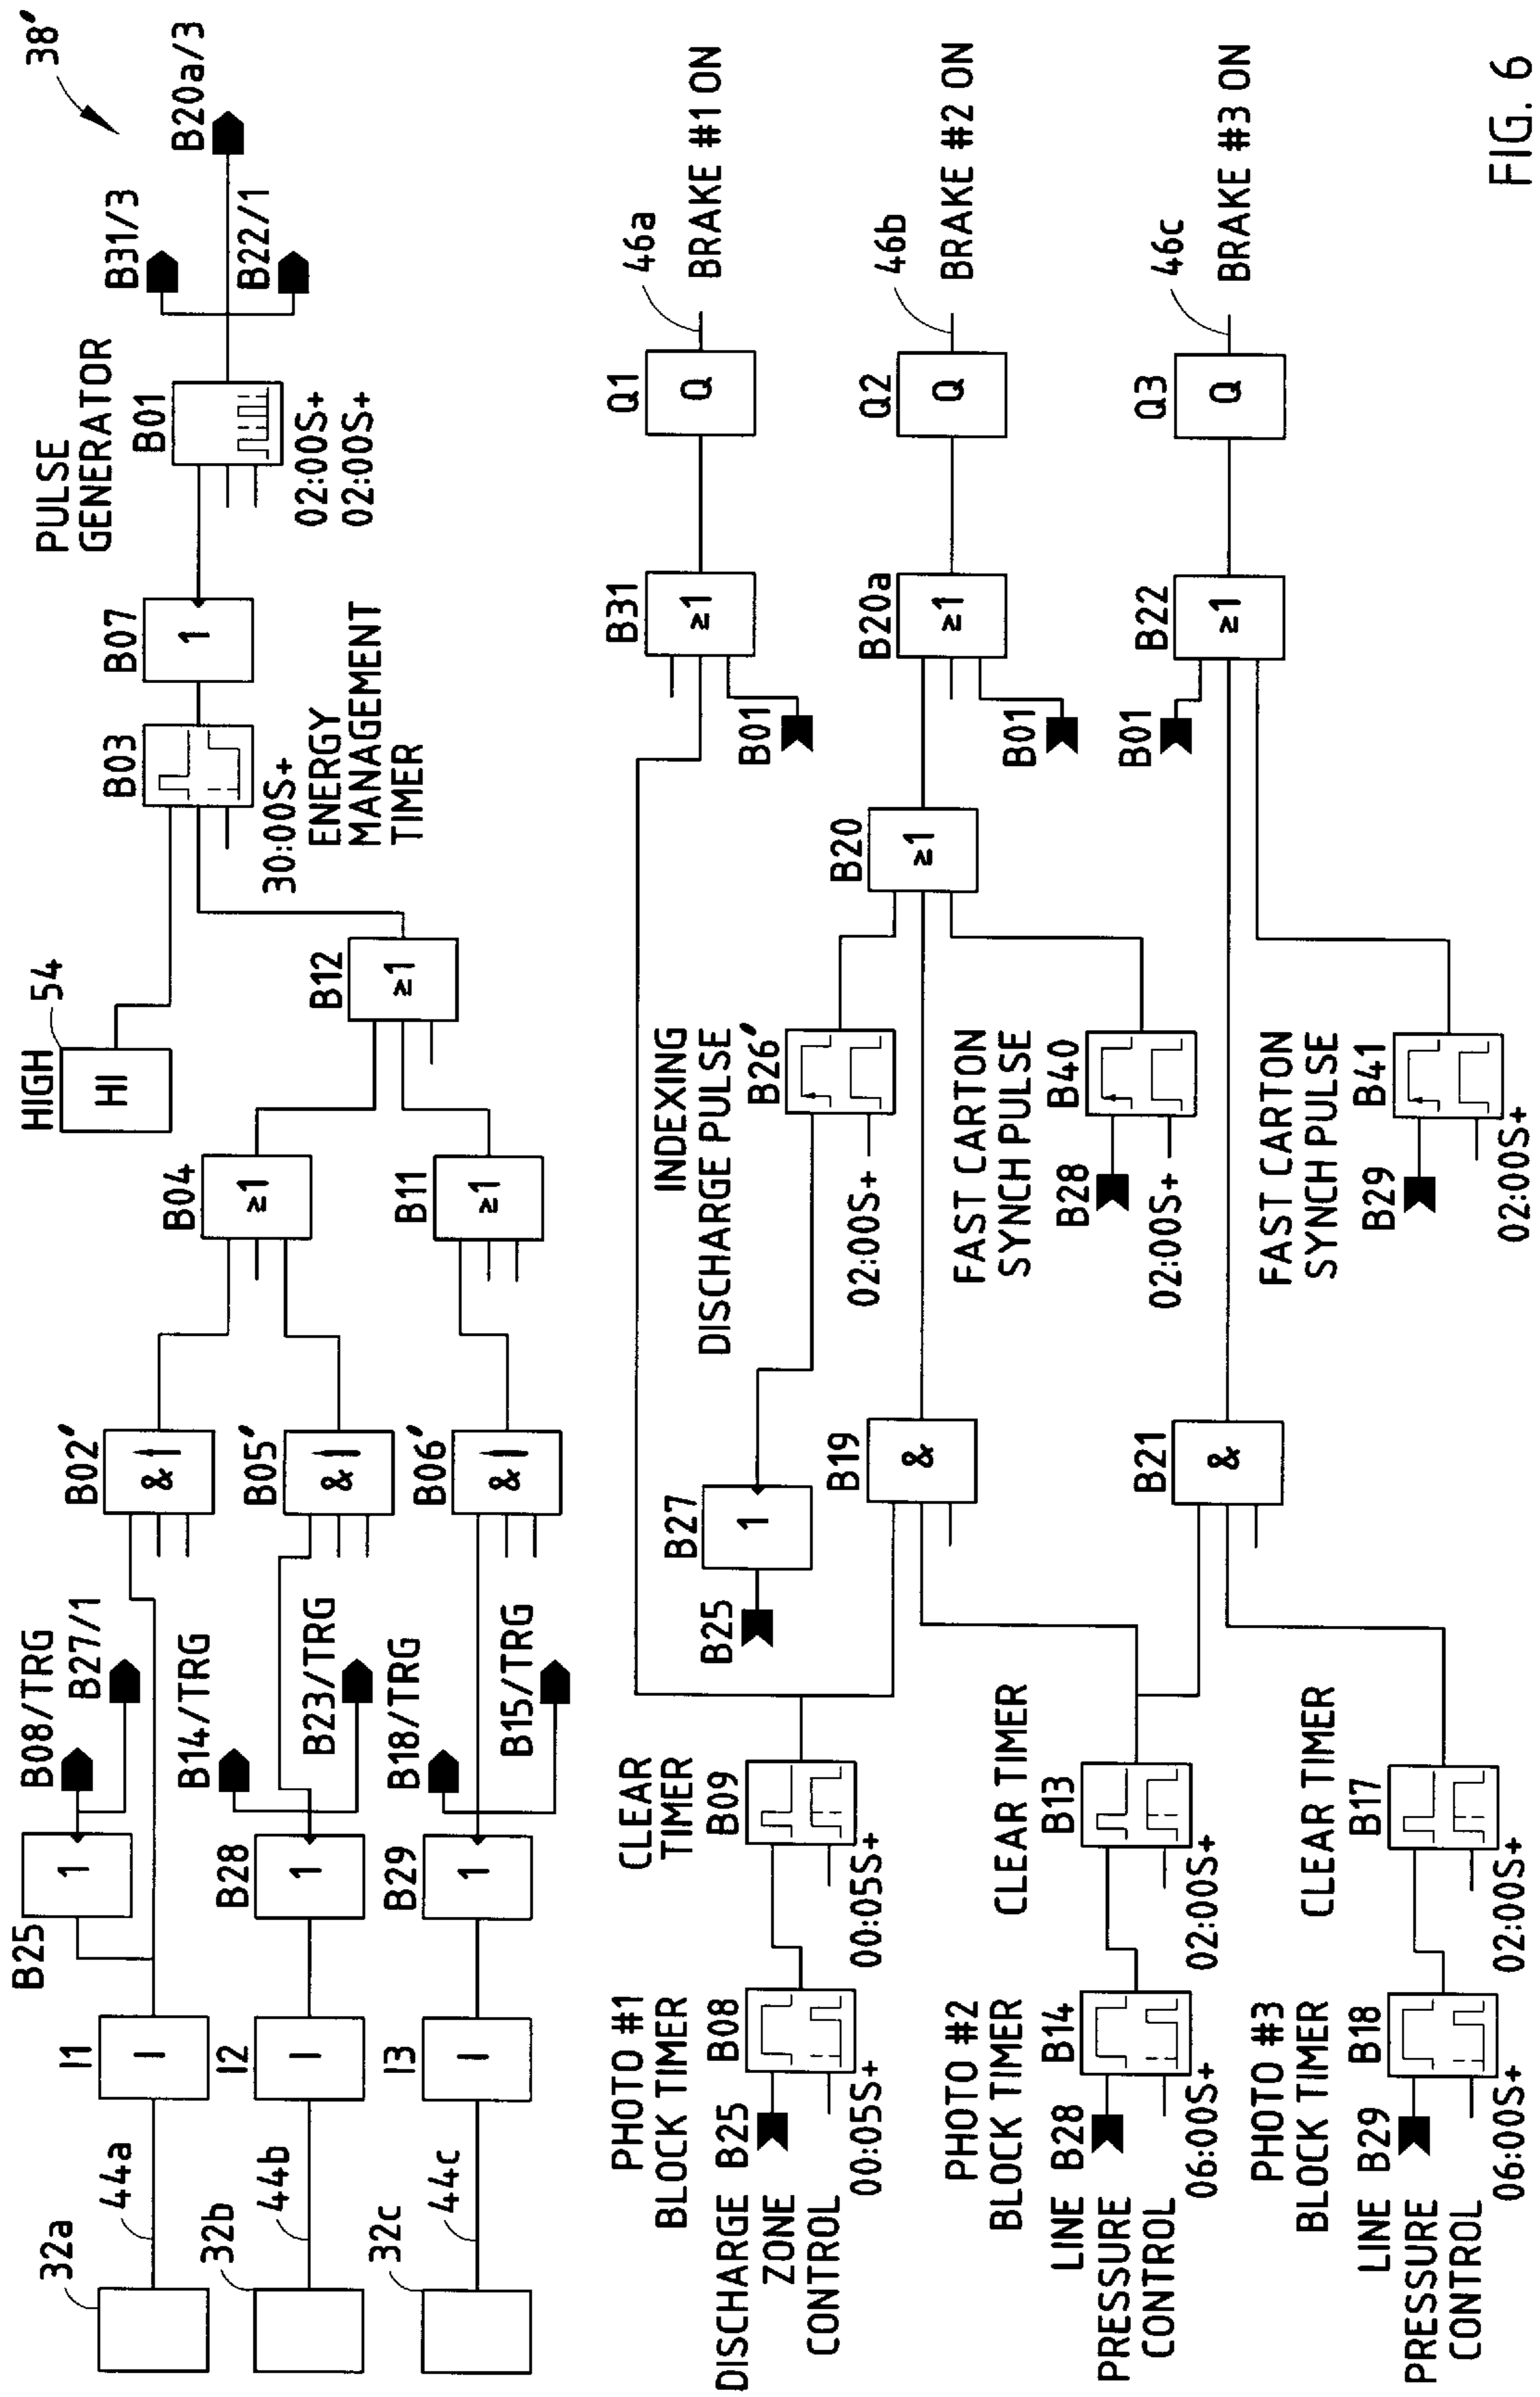 38'
32a
44a
I1
I
B25
1
B08/TRG
B27/1
B02'
&
32b
44b
I2
I
B28
1
B14/TRG
B23/TRG
B05'
&
32c
44c
I3
I
B29
1
B18/TRG
B15/TRG
B06'
&
B04
≥1
B11
≥1
B12
≥1
HIGH
HI
54
B03
30:00S+
ENERGY
MANAGEMENT
TIMER
B07
1
PULSE
GENERATOR
B01
02:00S+
02:00S+
B31/3
B22/1
B20a/3
PHOTO #1
BLOCK TIMER
DISCHARGE
ZONE
CONTROL
B25
B08
00:05S+
CLEAR
TIMER
B09
00:05S+
B25
B27
1
INDEXING
DISCHARGE PULSE
B26'
02:00S+
B31
≥1
B01
Q1
Q
46a
BRAKE #1 ON
PHOTO #2
BLOCK TIMER
LINE
PRESSURE
CONTROL
B28
B14
06:00S+
CLEAR TIMER
B13
02:00S+
B19
&
FAST CARTON
SYNCH PULSE
B28
B40
02:00S+
B20
≥1
B20a
≥1
B01
Q2
Q
46b
BRAKE #2 ON
PHOTO #3
BLOCK TIMER
LINE
PRESSURE
CONTROL
B29
B18
06:00S+
CLEAR TIMER
B17
02:00S+
B21
&
FAST CARTON
SYNCH PULSE
B29
B41
02:00S+
B22
≥1
B01
Q3
Q
46c
BRAKE #3 ON
FIG. 6